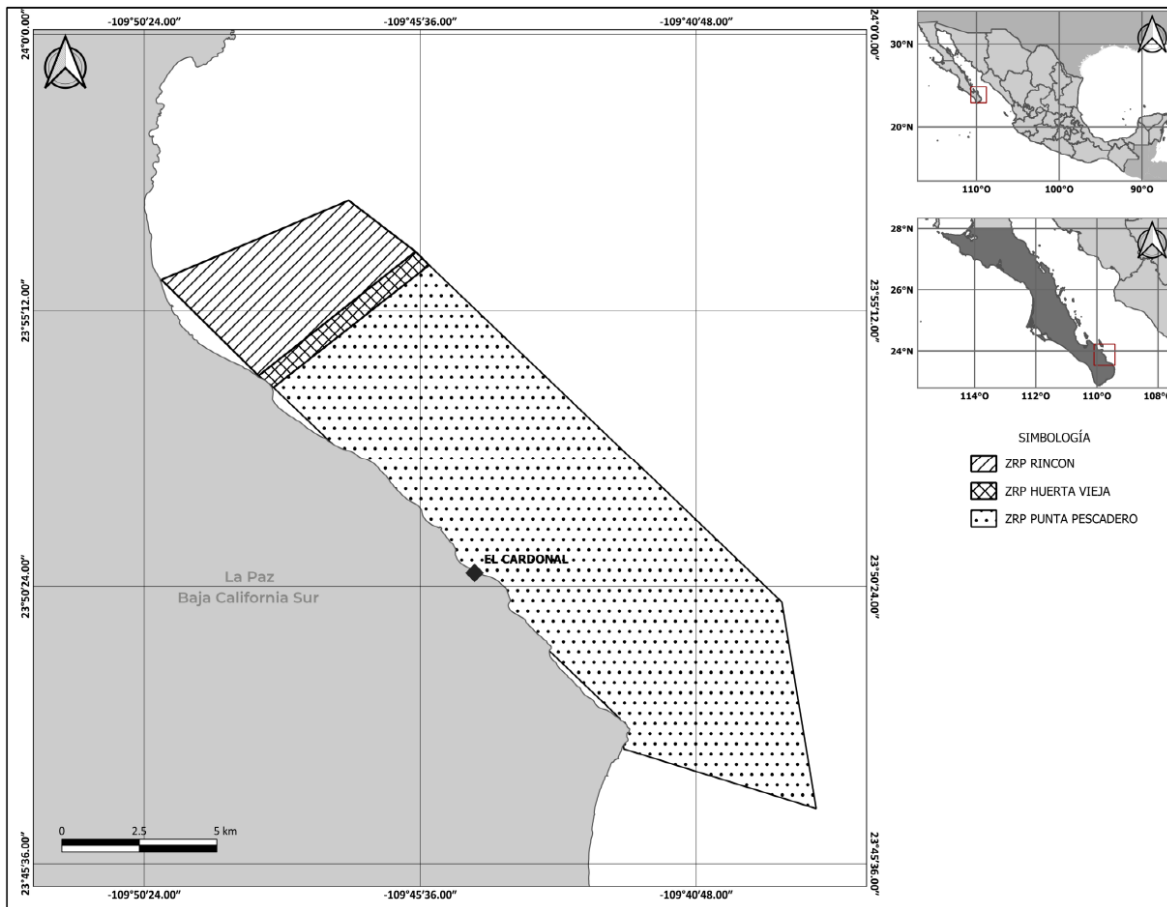 -109°50'24.00"
-109°45'36.00"
-109°40'48.00"
24°0'0.00"
24°0'0.00"
23°55'12.00"
23°55'12.00"
EL CARDONAL
La Paz
Baja California Sur
23°50'24.00"
23°50'24.00"
0
2.5
5 km
23°45'36.00"
23°45'36.00"
-109°50'24.00"
-109°45'36.00"
-109°40'48.00"
30°N
20°N
110°O
100°O
90°O
28°N
26°N
24°N
114°O
112°O
110°O
108°O
SIMBOLOGÍA
ZRP RINCON
ZRP HUERTA VIEJA
ZRP PUNTA PESCADERO